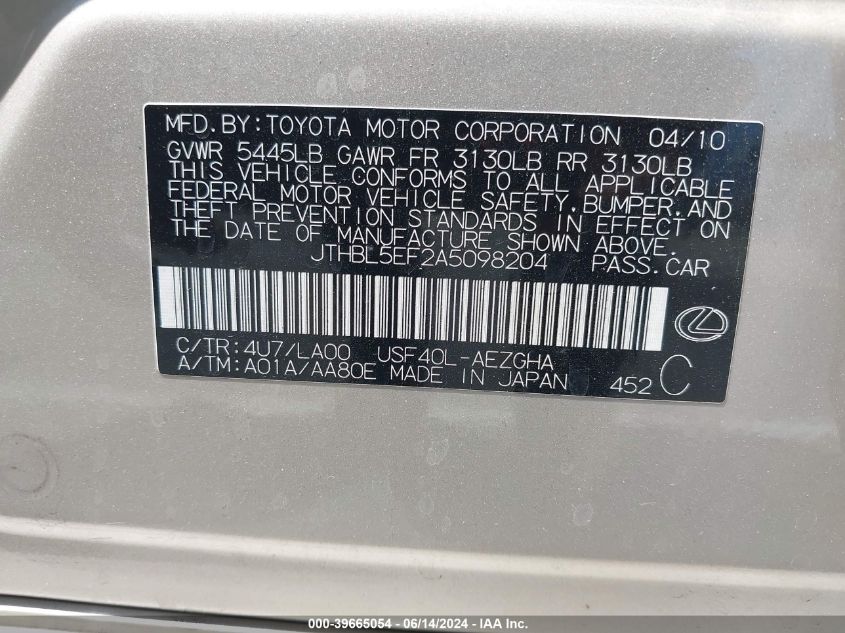 MFD.BY:TOYOTA MOTOR CORPORATION 04/10
GVWR 5445LB GAWR FR 3130LB RR 3130LB
THIS VEHICLE CONFORMS TO ALL APPLICABLE
FEDERAL MOTOR VEHICLE SAFETY,BUMPER,AND
THEFT PREVENTION STANDARDS IN EFFECT ON
THE DATE OF MANUFACTURE SHOWN ABOVE.
JTHBL5EF2A5098204 PASS.CAR
C/TR:4U7/LA00 USF40L-AEZGHA
A/TM:A01A/AA80E MADE IN JAPAN 452 C
000-39665054 - 06/14/2024 - IAA Inc.